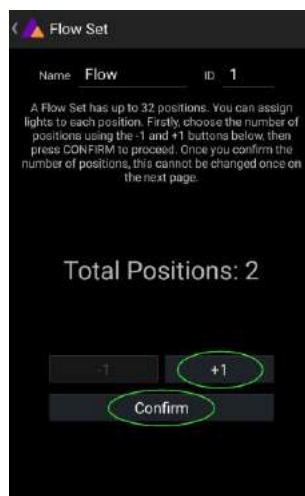 Flow Set
Name Flow ID 1
A Flow Set has up to 32 positions. You can assign
lights to each position. Firstly, choose the number of
positions using the -1 and +1 buttons below, then
press CONFIRM to proceed. Once you confirm the
number of positions, this cannot be changed once on
the next page.
Total Positions: 2
-1 +1
Confirm